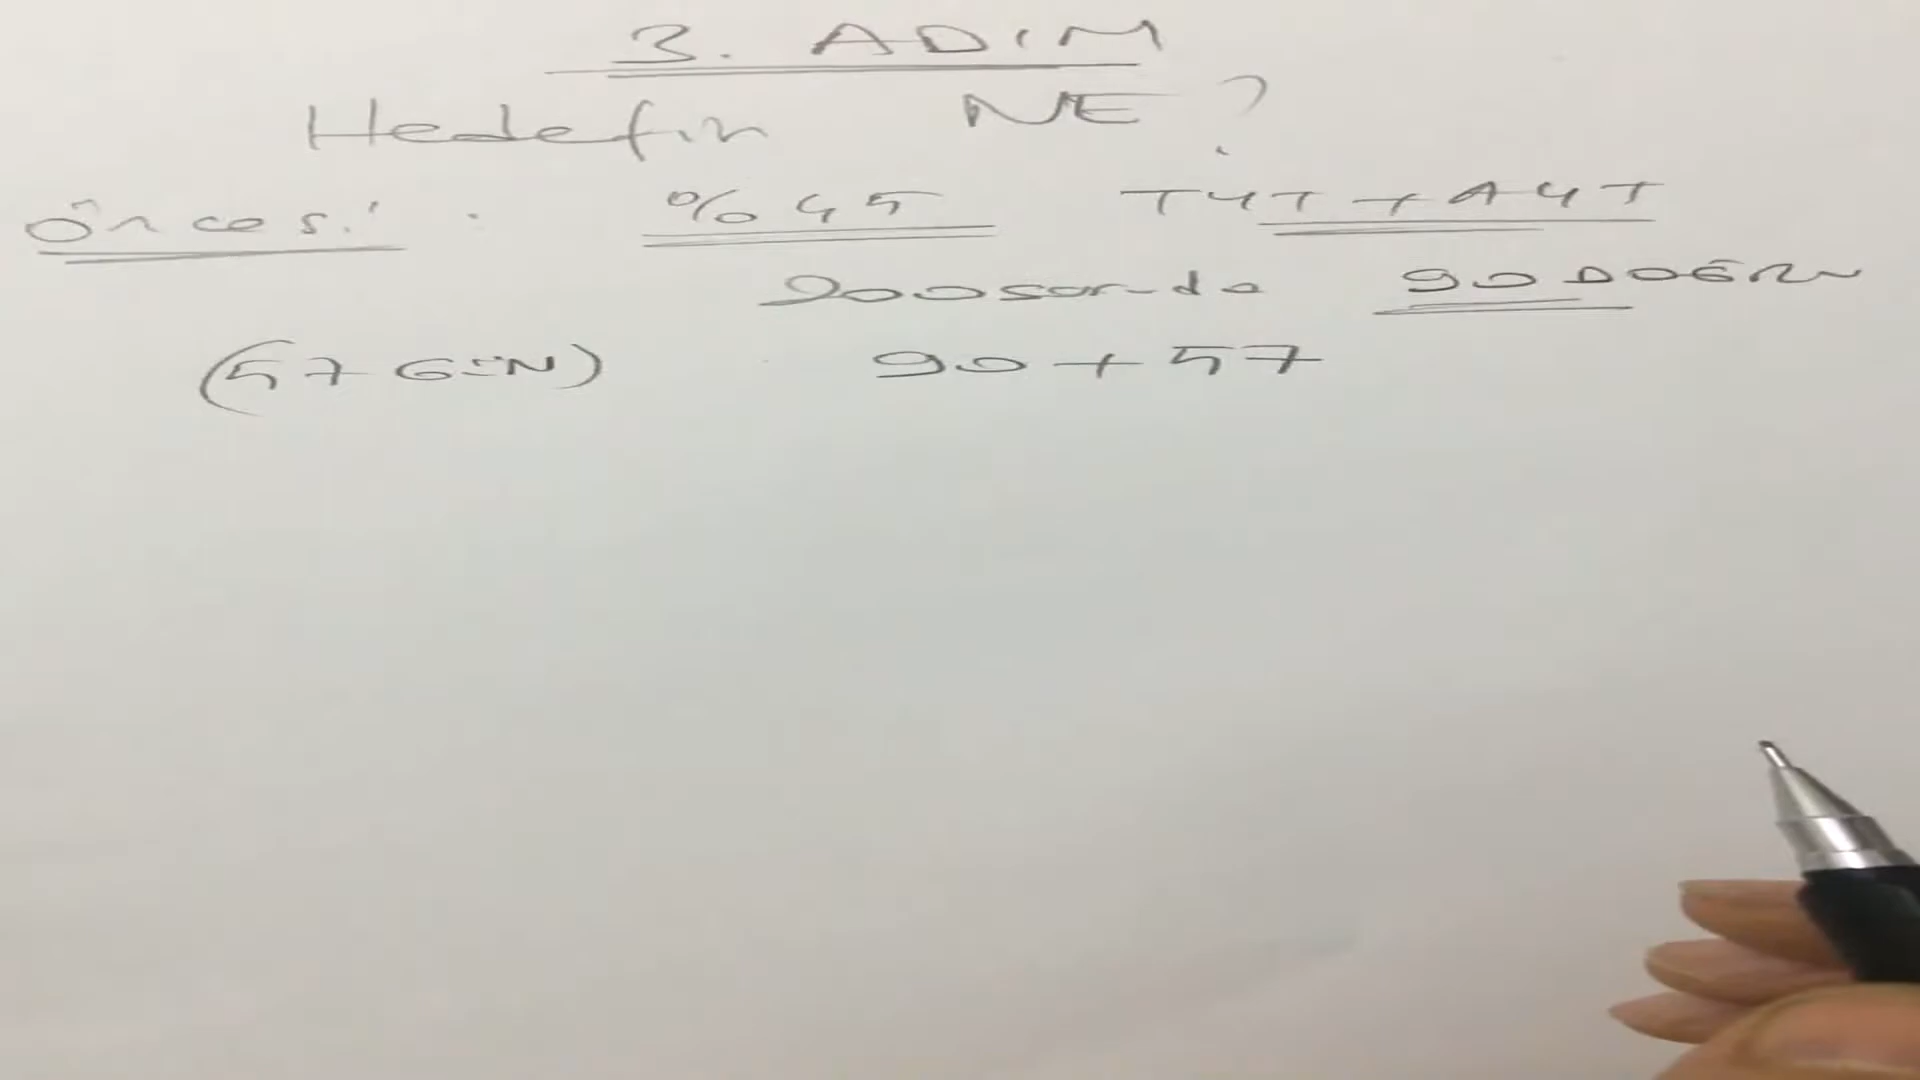 3. ADIM
Hedefin NE?
Öncesi : %45 TYT + AYT
200 soruda 90 DOĞRU
(57 GÜN) 90 + 57